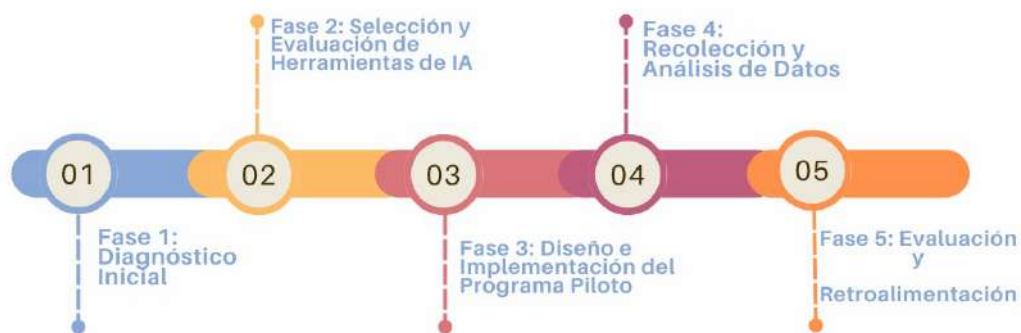 Fase 2: Selección y
Evaluación de
Herramientas de IA
Fase 4:
Recolección y
Análisis de Datos
01
02
03
04
05
Fase 1:
Diagnóstico
Inicial
Fase 3: Diseño e
Implementación del
Programa Piloto
Fase 5: Evaluación
y
Retroalimentación